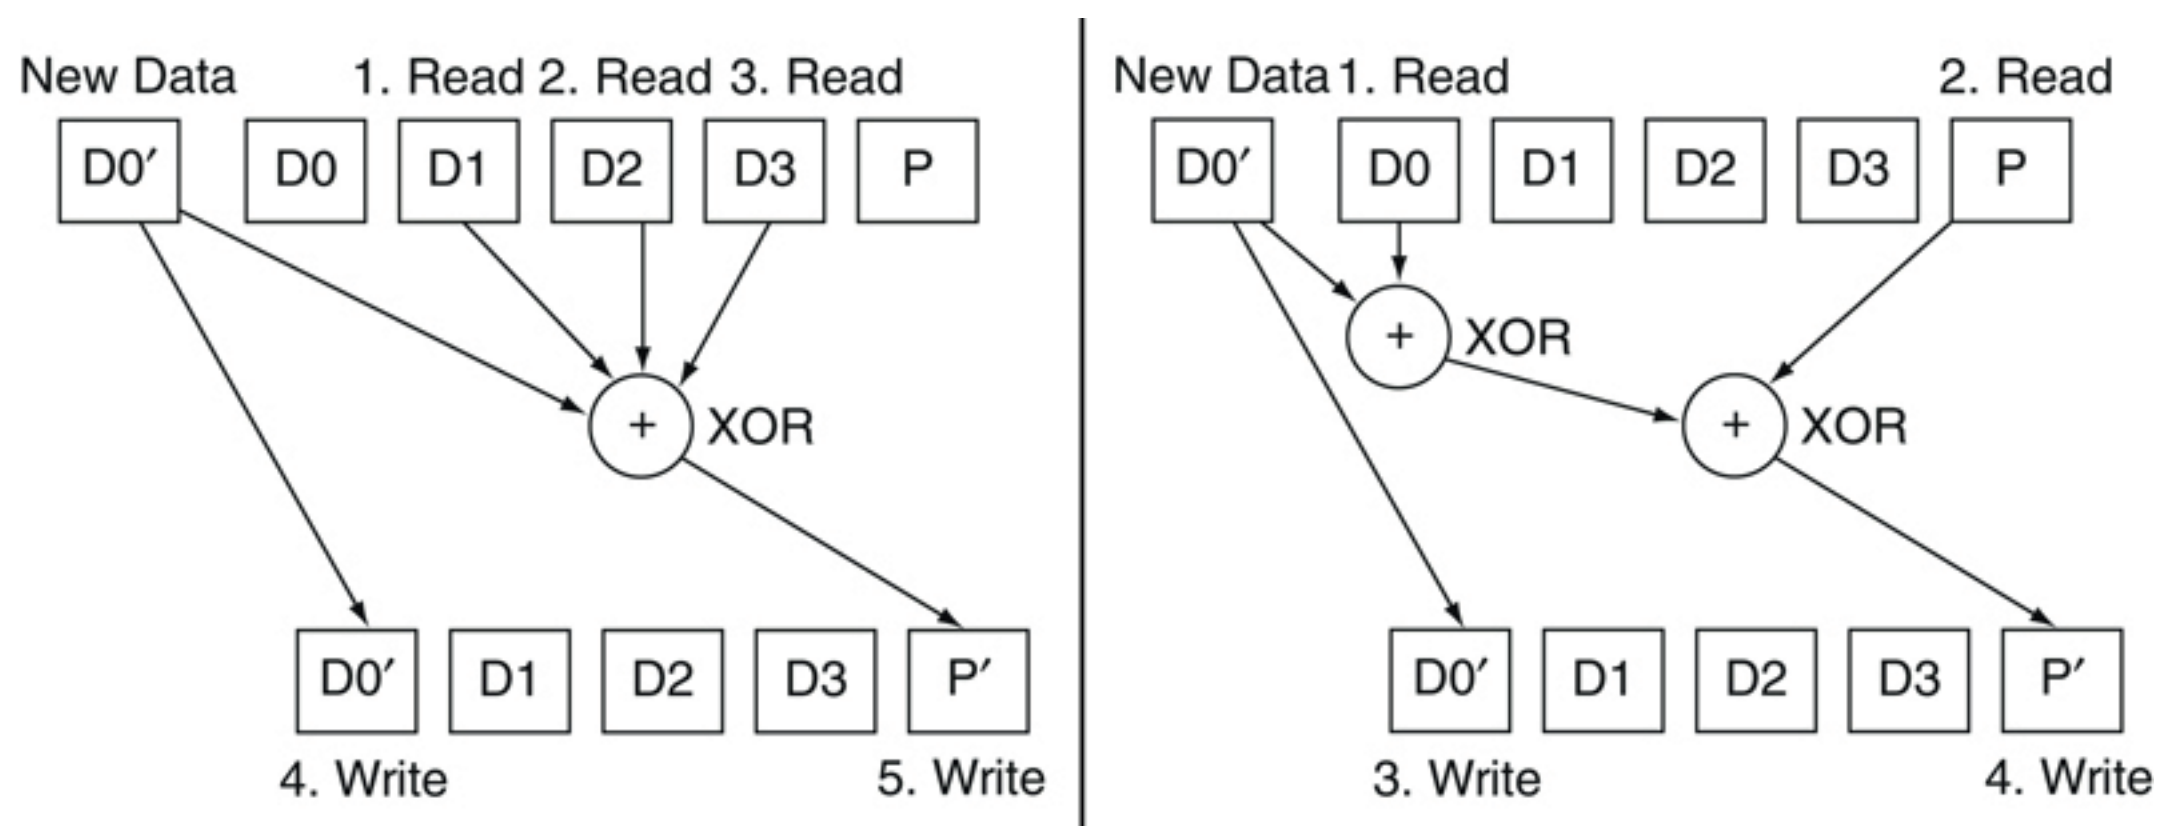 New Data 1. Read 2. Read 3. Read
D0′ D0 D1 D2 D3 P
+ XOR
D0′ D1 D2 D3 P′
4. Write 5. Write
New Data 1. Read 2. Read
D0′ D0 D1 D2 D3 P
+ XOR
+ XOR
D0′ D1 D2 D3 P′
3. Write 4. Write